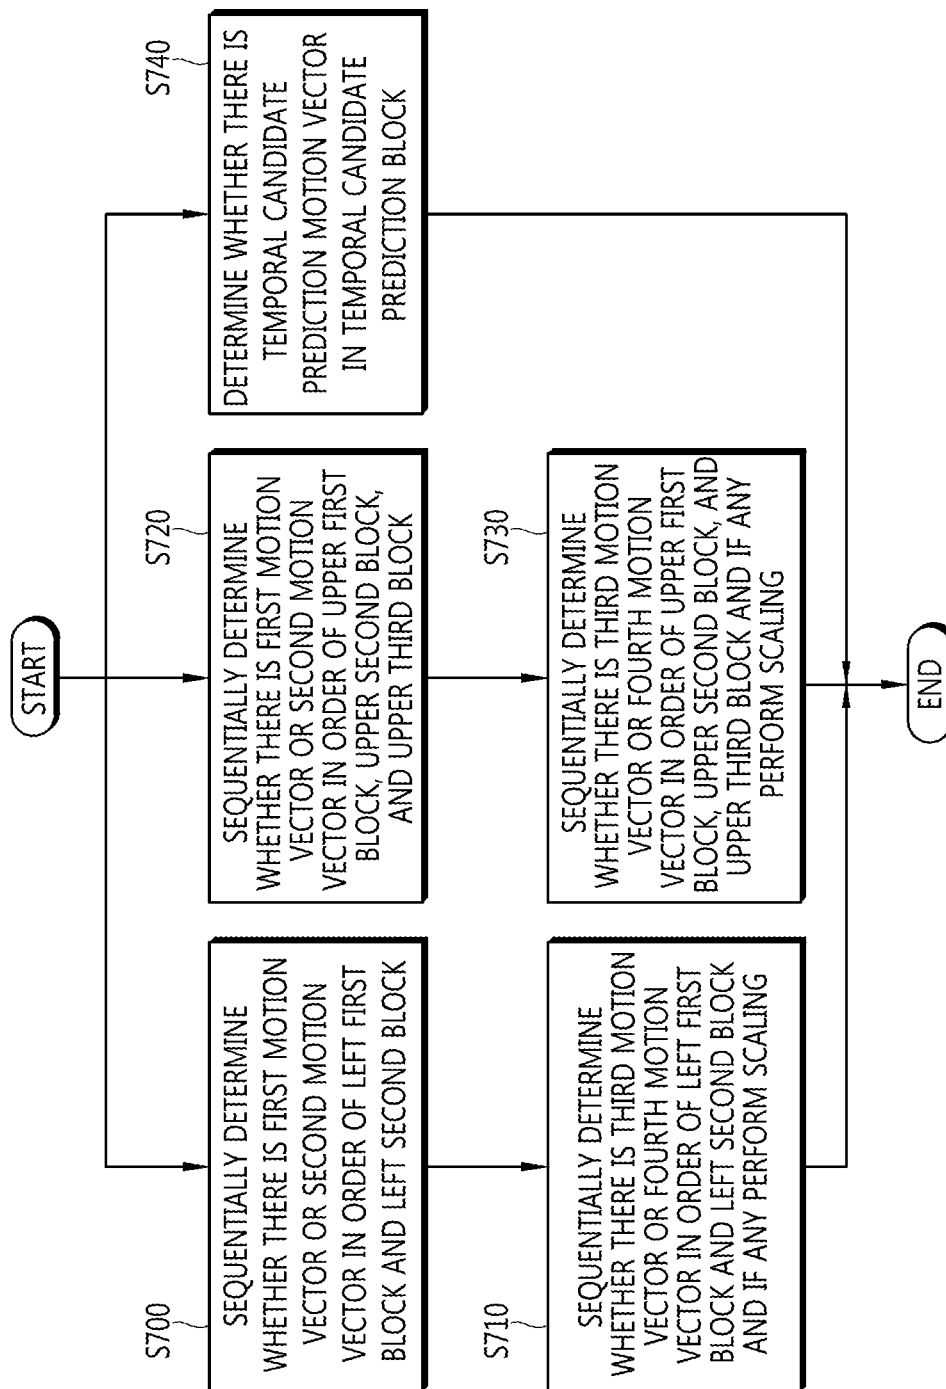 START
S700
SEQUENTIALLY DETERMINE
WHETHER THERE IS FIRST MOTION
VECTOR OR SECOND MOTION
VECTOR IN ORDER OF LEFT FIRST
BLOCK AND LEFT SECOND BLOCK
S720
SEQUENTIALLY DETERMINE
WHETHER THERE IS FIRST MOTION
VECTOR OR SECOND MOTION
VECTOR IN ORDER OF UPPER FIRST
BLOCK, UPPER SECOND BLOCK,
AND UPPER THIRD BLOCK
S740
DETERMINE WHETHER THERE IS
TEMPORAL CANDIDATE
PREDICTION MOTION VECTOR
IN TEMPORAL CANDIDATE
PREDICTION BLOCK
S710
SEQUENTIALLY DETERMINE
WHETHER THERE IS THIRD MOTION
VECTOR OR FOURTH MOTION
VECTOR IN ORDER OF LEFT FIRST
BLOCK AND LEFT SECOND BLOCK
AND IF ANY PERFORM SCALING
S730
SEQUENTIALLY DETERMINE
WHETHER THERE IS THIRD MOTION
VECTOR OR FOURTH MOTION
VECTOR IN ORDER OF UPPER FIRST
BLOCK, UPPER SECOND BLOCK, AND
UPPER THIRD BLOCK AND IF ANY
PERFORM SCALING
END